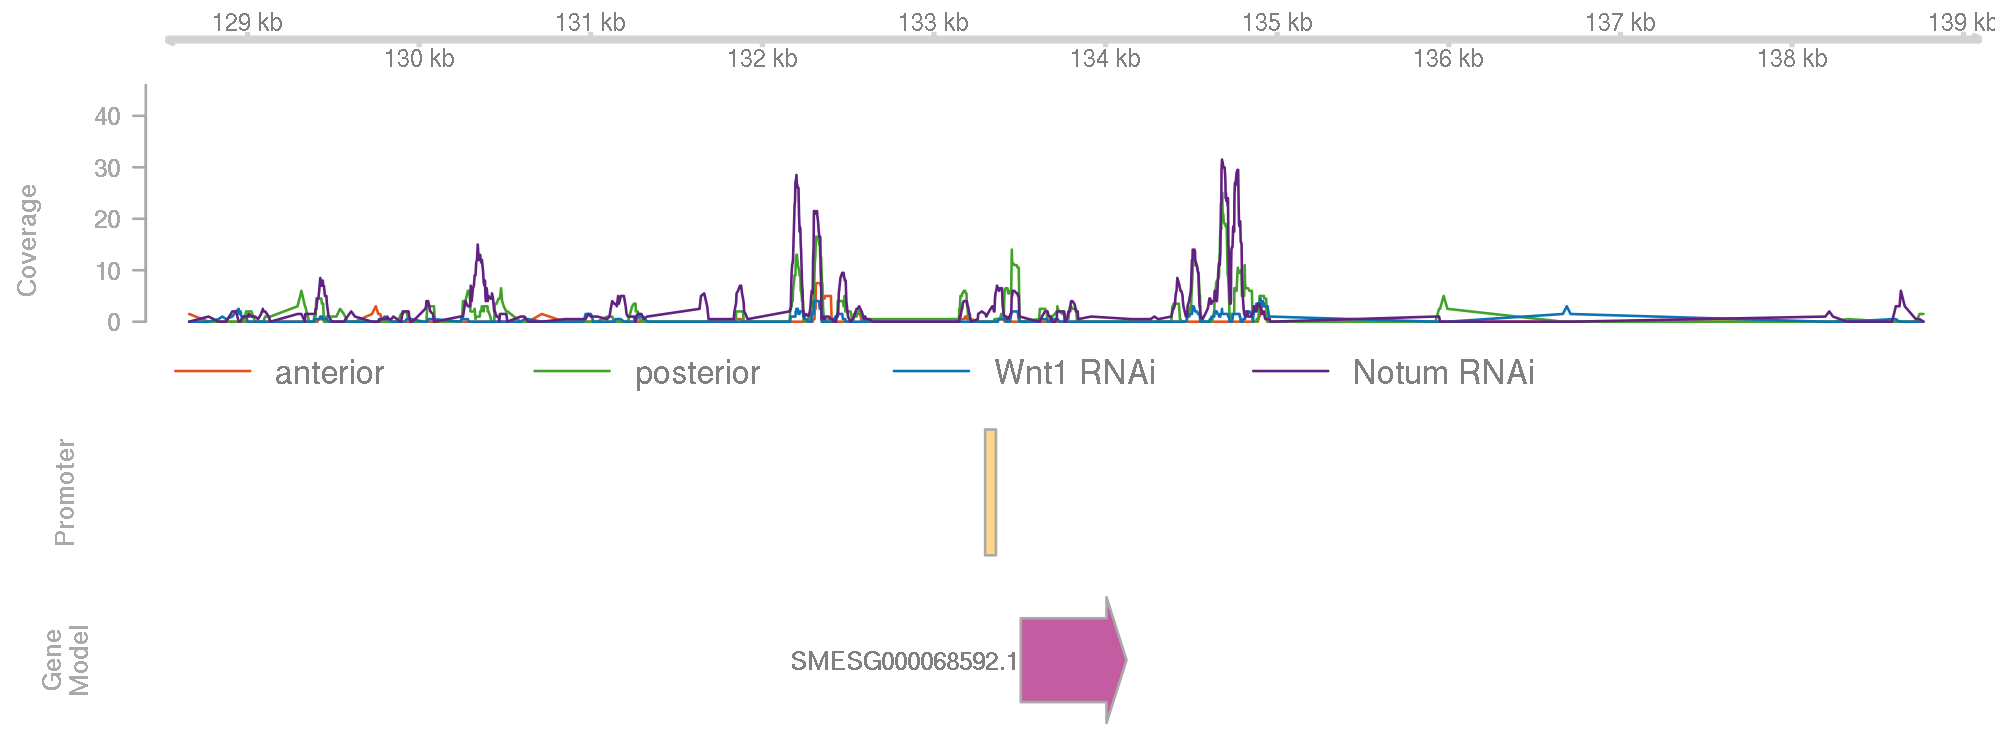 129 kb 131 kb 133 kb 135 kb 137 kb 139 kb
130 kb 132 kb 134 kb 136 kb 138 kb
Coverage
40
30
20
10
0
anterior posterior Wnt1 RNAi Notum RNAi
Promoter
Gene
Model
SMESG000068592.1